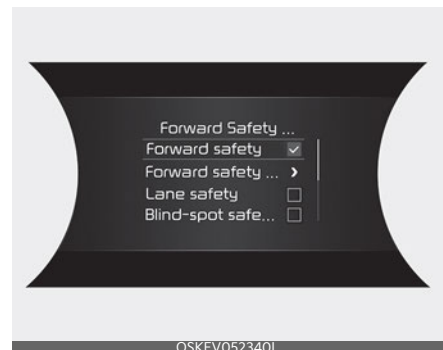 Forward Safety ...
Forward safety
Forward safety ...
Lane safety
Blind-spot safe...
OSKEV052340L